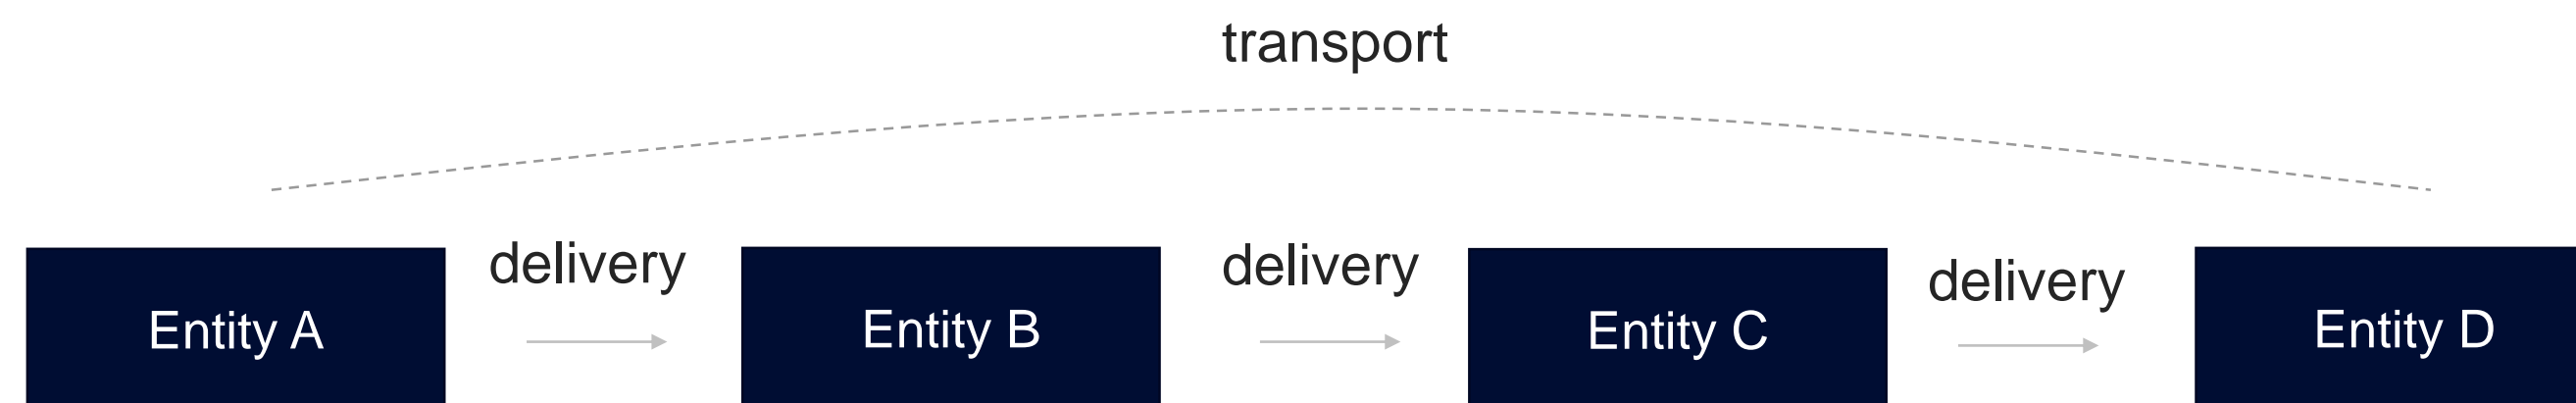 transport
delivery
delivery
delivery
Entity A
Entity B
Entity C
Entity D